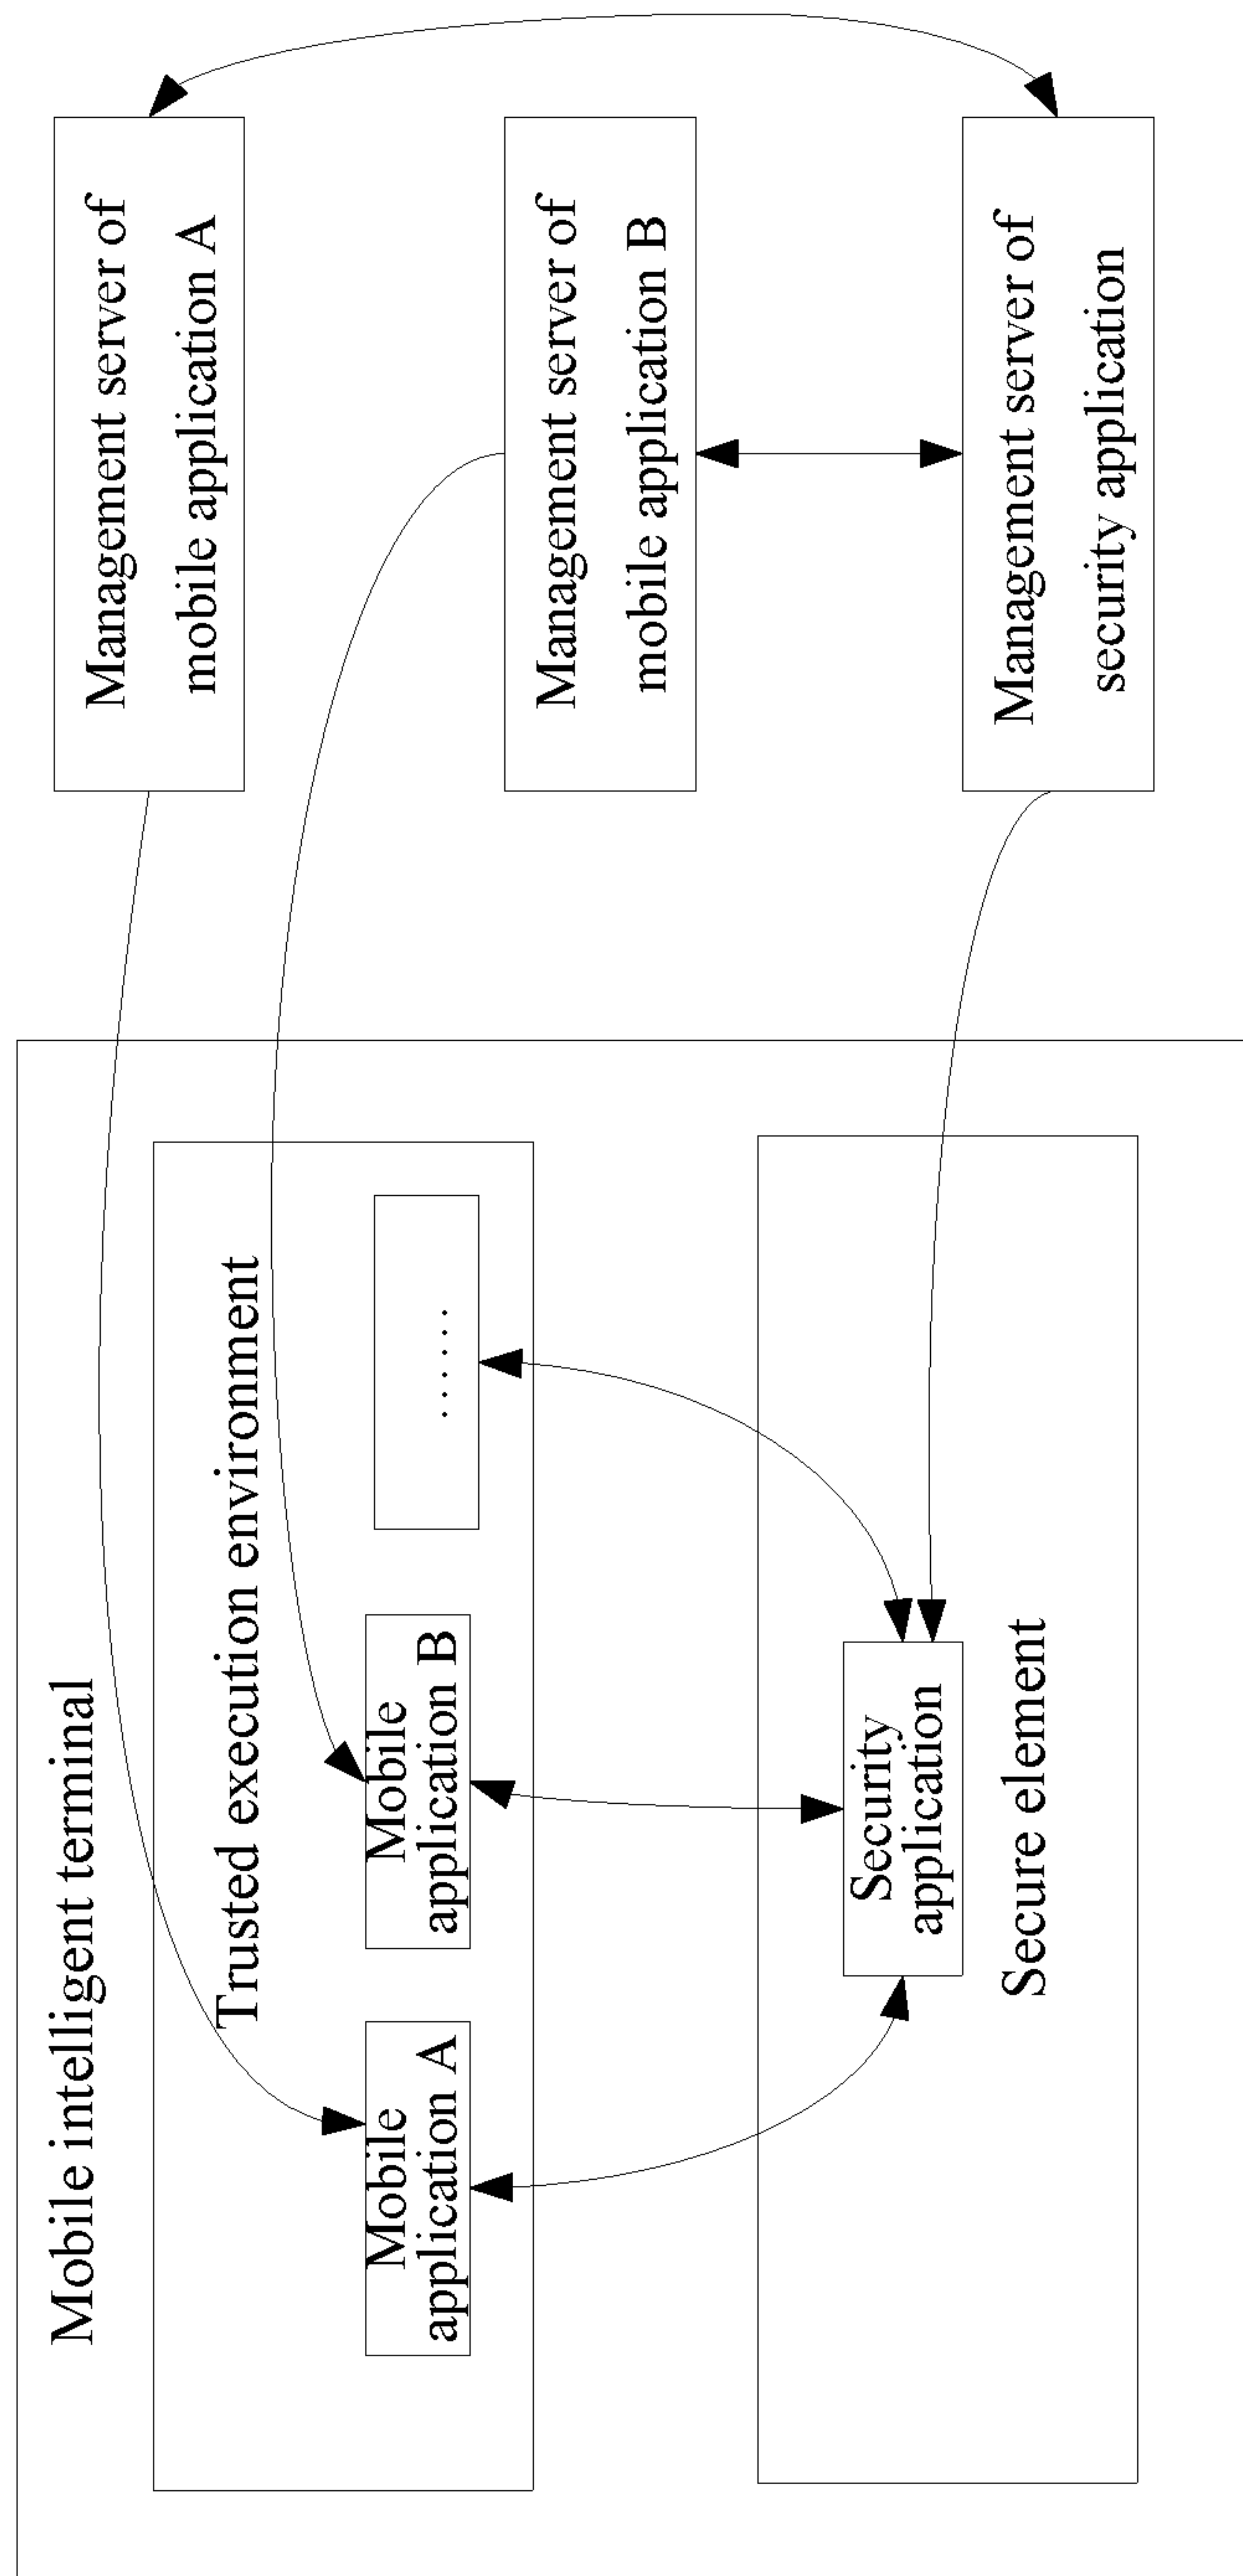 Mobile intelligent terminal
Trusted execution environment
Mobile
application A
Mobile
application B
......
Security
application
Secure element
Management server of
mobile application A
Management server of
mobile application B
Management server of
security application